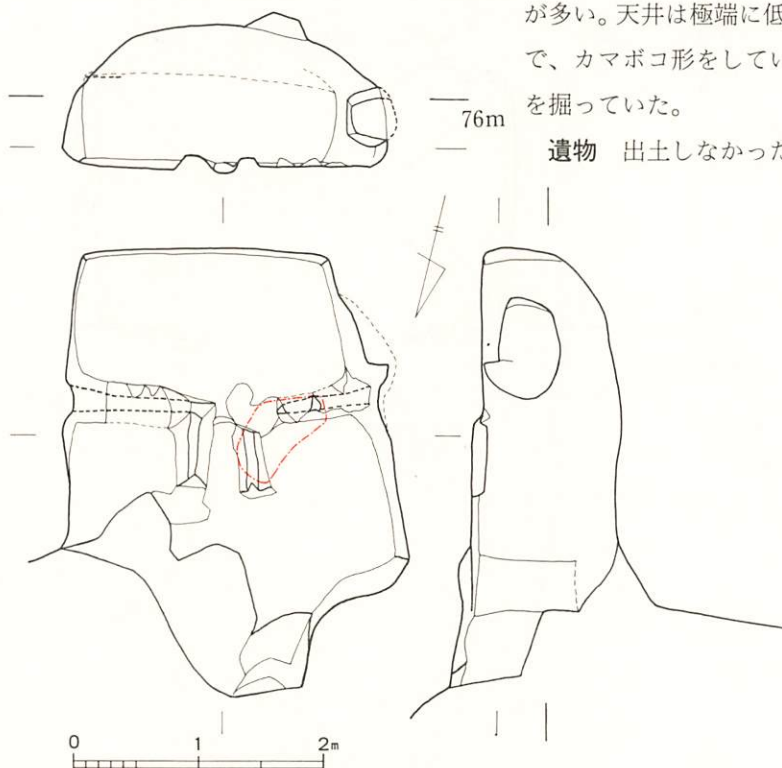 が多い。天井は極端に低
で、カマボコ形をしてい
を掘っていた。
遺物　出土しなかった
76m
0 1 2m